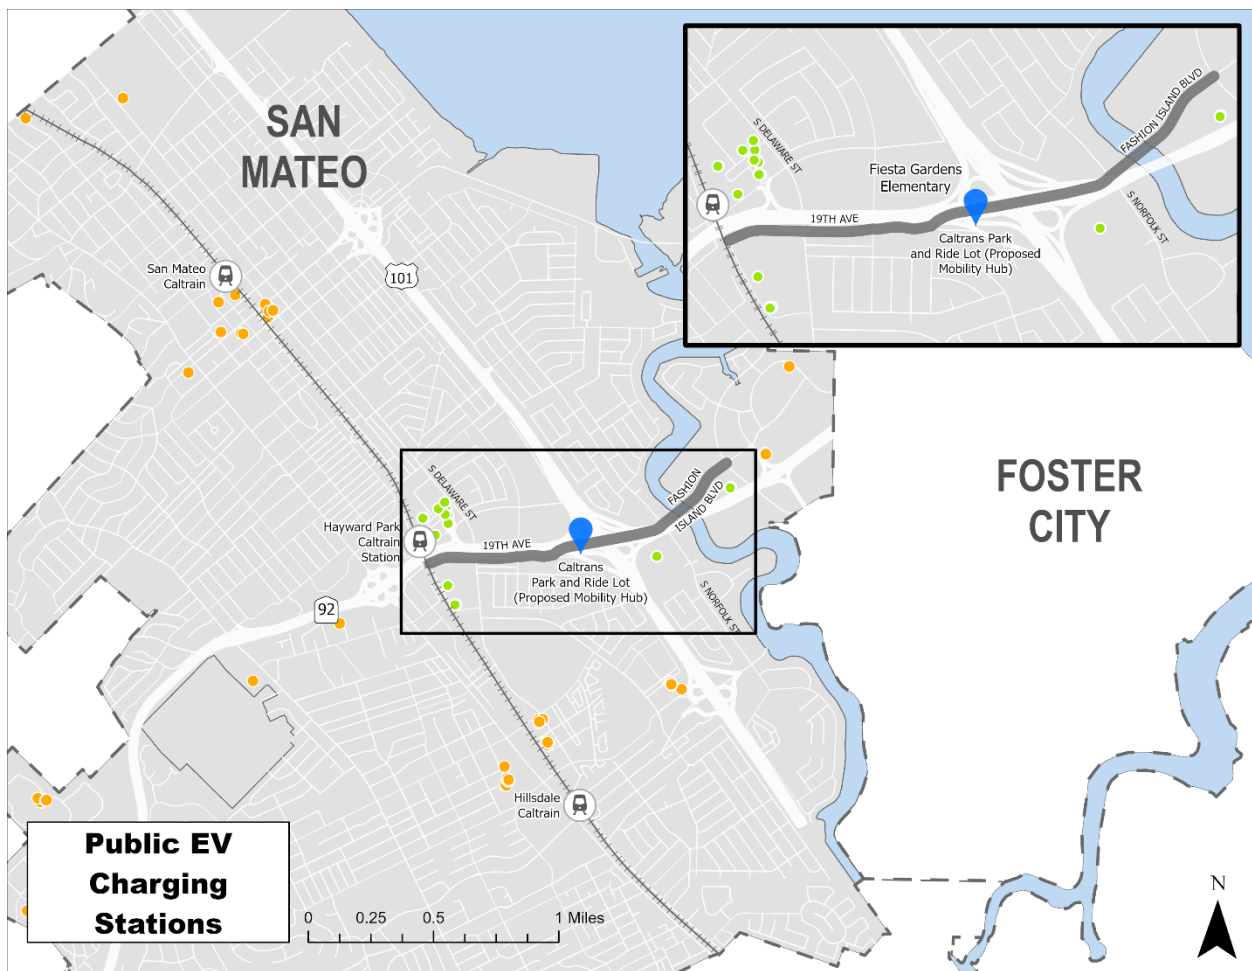 SAN
MATEO
S DELAWARE ST
FASHION ISLAND BLVD
Fiesta Gardens
Elementary
19TH AVE
S NORFOLK ST
Caltrans Park
and Ride Lot (Proposed
Mobility Hub)
San Mateo
Caltrain
101
FOSTER
CITY
S DELAWARE ST
FASHION
ISLAND BLVD
Hayward Park
Caltrain
Station
19TH AVE
Caltrans
Park and Ride Lot
(Proposed Mobility Hub)
S NORFOLK ST
92
Hillsdale
Caltrain
Public EV
Charging
Stations
0 0.25 0.5 1 Miles
N